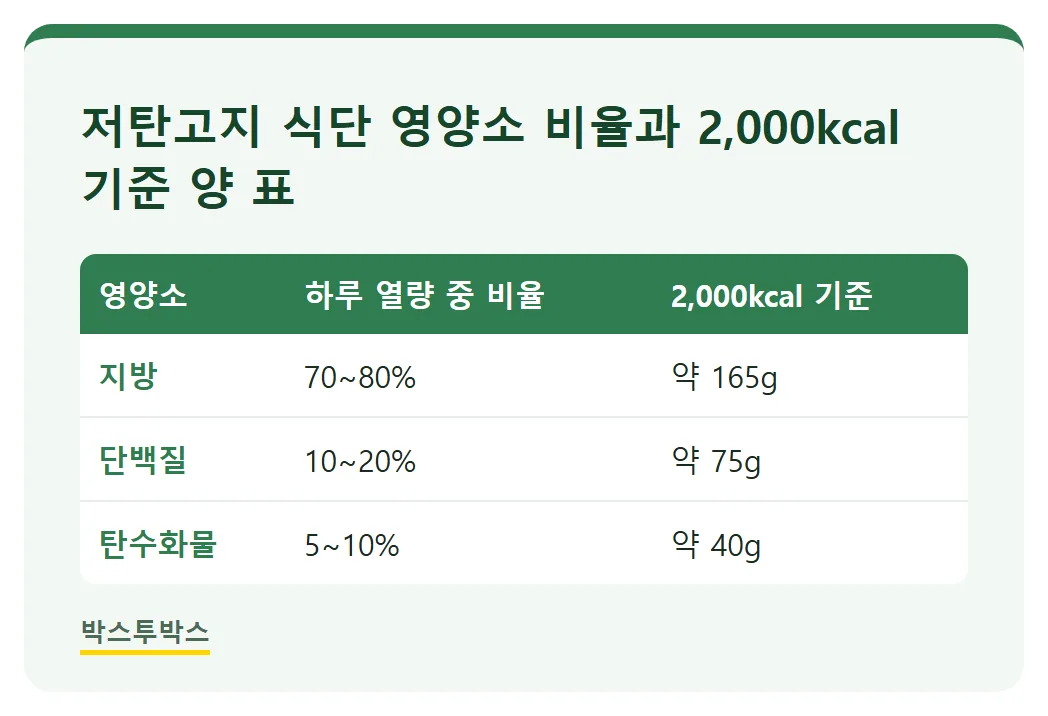 저탄고지 식단 영양소 비율과 2,000kcal
기준 양 표
영양소 하루 열량 중 비율 2,000kcal 기준
지방 70~80% 약 165g
단백질 10~20% 약 75g
탄수화물 5~10% 약 40g
박스투박스